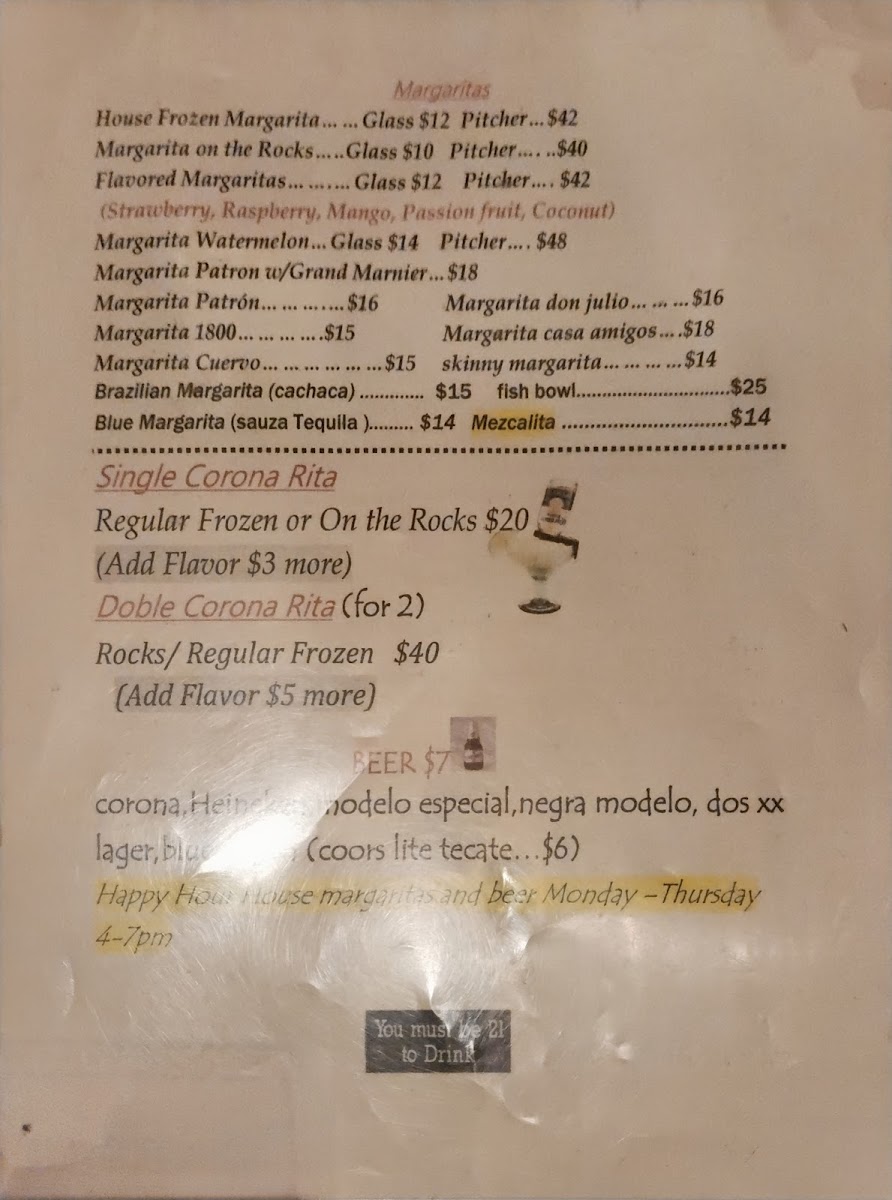 Margaritas
House Frozen Margarita... ... Glass $12 Pitcher... $42
Margarita on the Rocks.....Glass $10 Pitcher.... ..$40
Flavored Margaritas... ....... Glass $12 Pitcher.... $42
(Strawberry, Raspberry, Mango, Passion fruit, Coconut)
Margarita Watermelon... Glass $14 Pitcher.... $48
Margarita Patron w/Grand Marnier... $18
Margarita Patrón... ... ....... $16 Margarita don julio... ... ... $16
Margarita 1800... ... ... ....$15 Margarita casa amigos....$18
Margarita Cuervo... ... ... ... ... ...$15 skinny margarita... ... ... ...$14
Brazilian Margarita (cachaca) ............. $15 fish bowl...............................$25
Blue Margarita (sauza Tequila )......... $14 Mezcalita .................................$14
Single Corona Rita
Regular Frozen or On the Rocks $20
(Add Flavor $3 more)
Doble Corona Rita (for 2)
Rocks/ Regular Frozen $40
(Add Flavor $5 more)
BEER $7
corona, modelo especial,negra modelo, dos xx
lager, (coors lite tecate...$6)
Happy Hour House margaritas and beer Monday –Thursday
4–7pm
You must be 21
to Drink